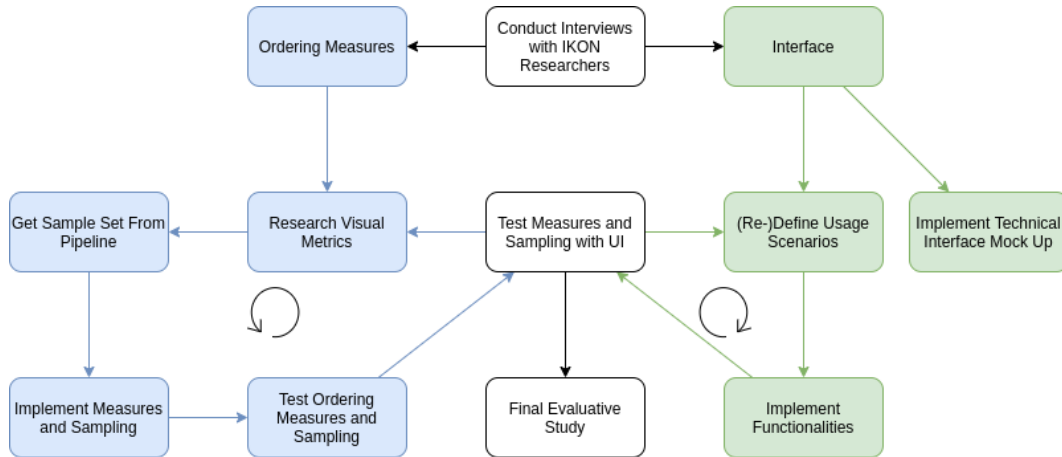 Ordering Measures
Conduct Interviews
with IKON
Researchers
Interface
Get Sample Set From
Pipeline
Research Visual
Metrics
Test Measures and
Sampling with UI
(Re-)Define Usage
Scenarios
Implement Technical
Interface Mock Up
Implement Measures
and Sampling
Test Ordering
Measures and
Sampling
Final Evaluative
Study
Implement
Functionalities